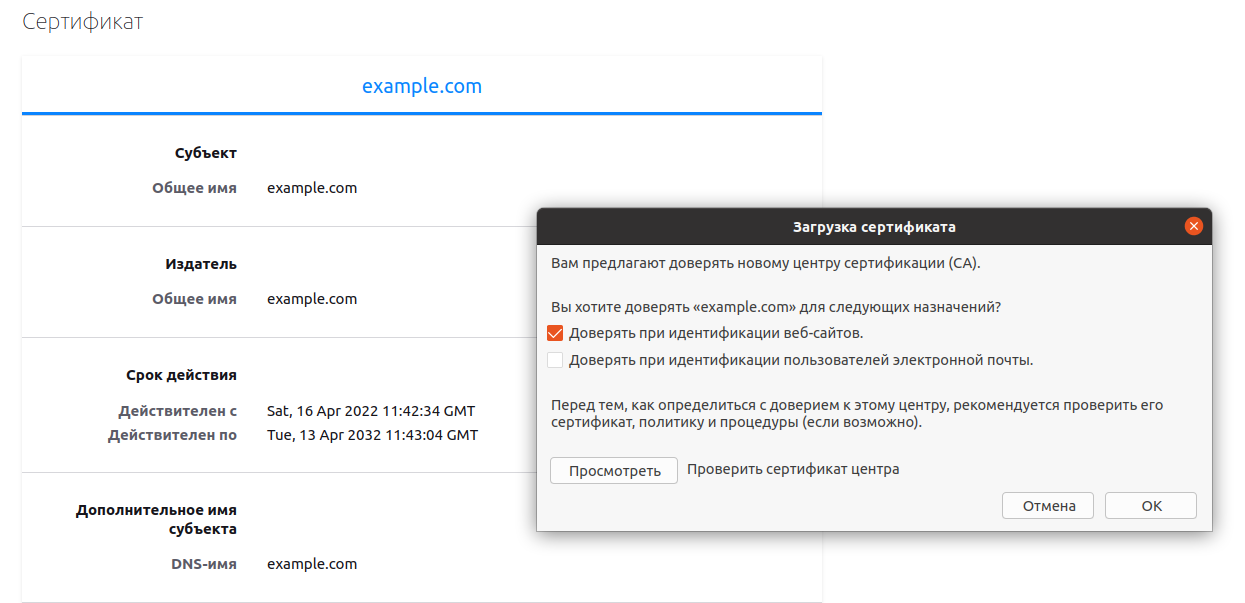 Сертификат
example.com
Субъект
Общее имя example.com
Издатель
Общее имя example.com
Срок действия
Действителен с Sat, 16 Apr 2022 11:42:34 GMT
Действителен по Tue, 13 Apr 2032 11:43:04 GMT
Дополнительное имя
субъекта
DNS-имя example.com
Загрузка сертификата
Вам предлагают доверять новому центру сертификации (CA).
Вы хотите доверять «example.com» для следующих назначений?
Доверять при идентификации веб-сайтов.
Доверять при идентификации пользователей электронной почты.
Перед тем, как определиться с доверием к этому центру, рекомендуется проверить его
сертификат, политику и процедуры (если возможно).
Просмотреть Проверить сертификат центра
Отмена OK